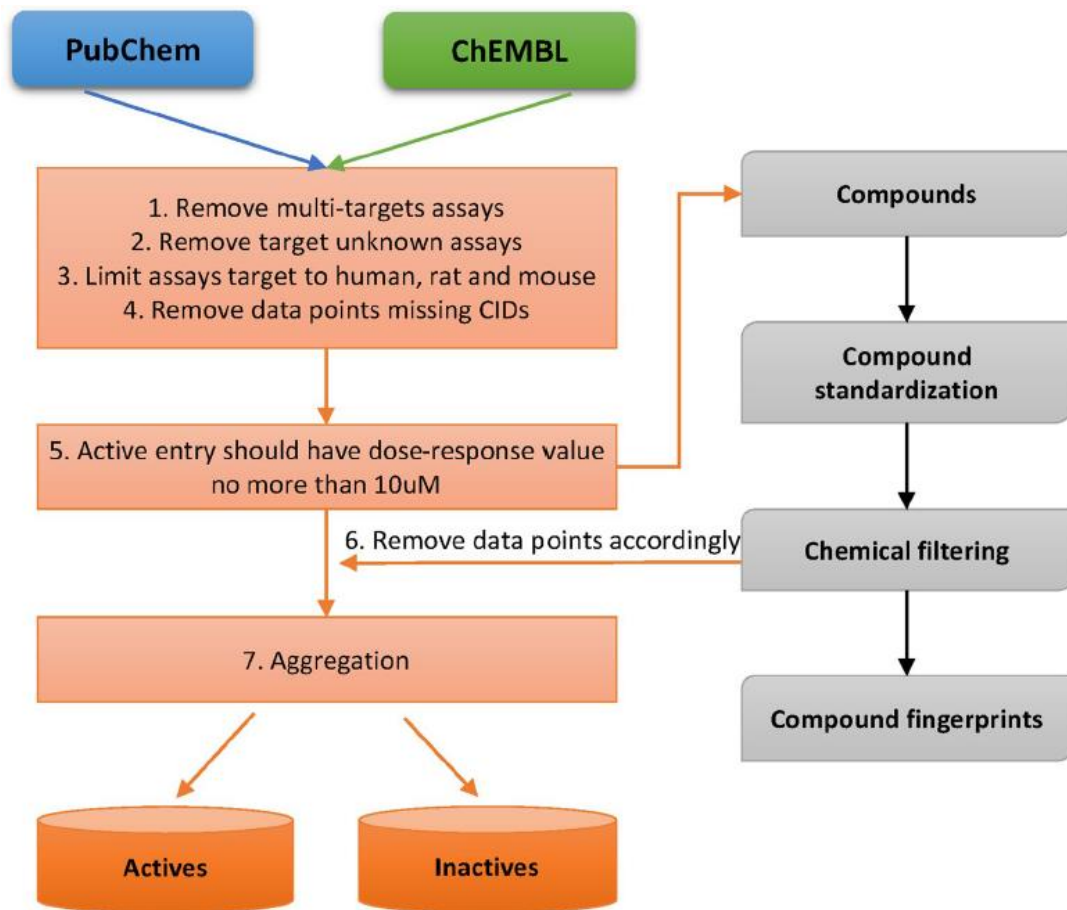 PubChem
ChEMBL
1. Remove multi-targets assays
2. Remove target unknown assays
3. Limit assays target to human, rat and mouse
4. Remove data points missing CIDs
Compounds
Compound
standardization
5. Active entry should have dose-response value
no more than 10uM
6. Remove data points accordingly
Chemical filtering
7. Aggregation
Compound fingerprints
Actives
Inactives